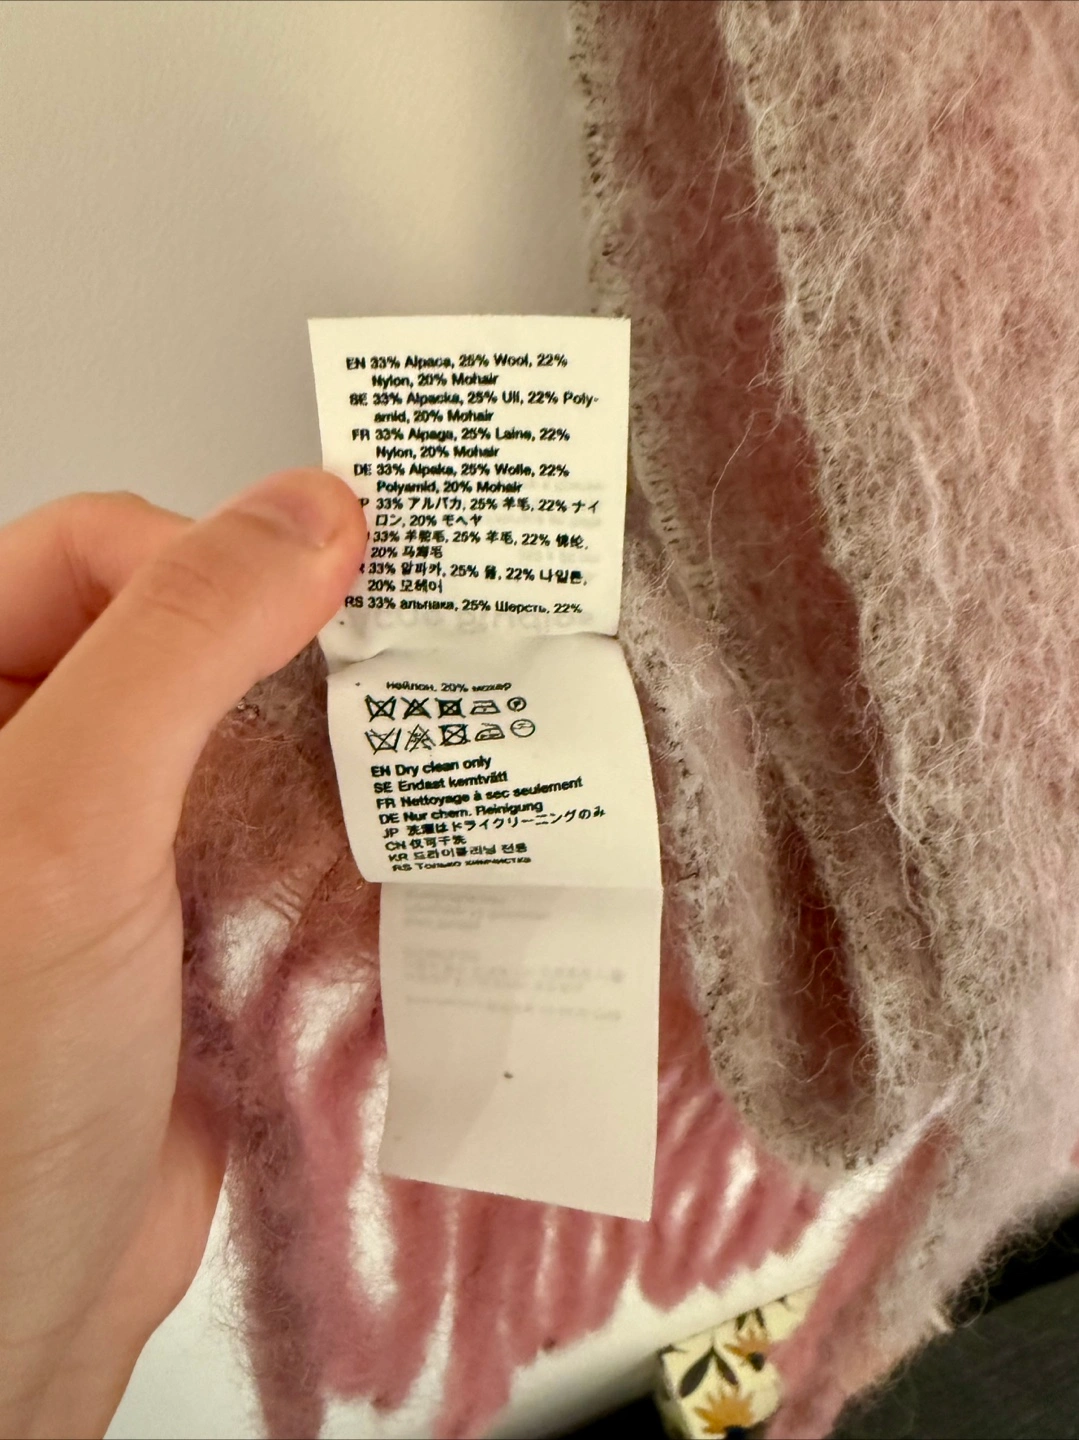 EN 33% Alpaca, 25% Wool, 22%
Nylon, 20% Mohair
SE 33% Alpacka, 25% Ull, 22% Poly-
amid, 20% Mohair
FR 33% Alpaga, 25% Laine, 22%
Nylon, 20% Mohair
DE 33% Alpaka, 25% Wolle, 22%
Polyamid, 20% Mohair
P 33% アルパカ, 25% 羊毛, 22% ナイ
ロン, 20% モヘヤ
33% 羊驼毛, 25% 羊毛, 22% 锦纶,
20% 马海毛
33% 알파카, 25% 울, 22% 나일론,
20% 모헤어
RS 33% альпака, 25% Шерсть, 22%
нейлон, 20% мохер
EN Dry clean only
SE Endast kemtvätt
FR Nettoyage à sec seulement
DE Nur chem. Reinigung
JP 洗濯はドライクリーニングのみ
CN 仅可干洗
KR 드라이클리닝 전용
RS Только химчистка